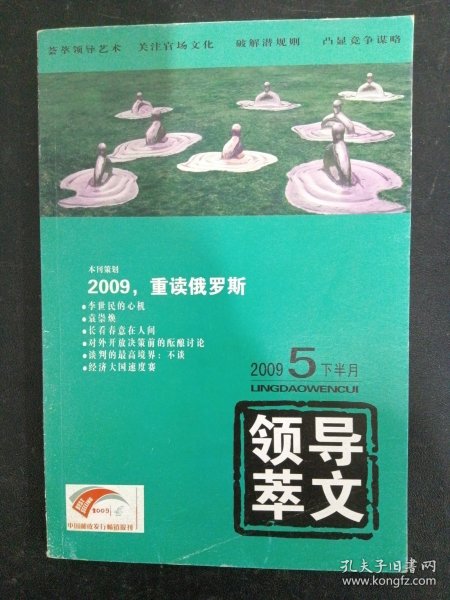 荟萃领导艺术 关注官场文化 破解潜规则 凸显竞争谋略
本刊策划
2009，重读俄罗斯
●李世民的心机
●袁崇焕
●长看春意在人间
●对外开放决策前的酝酿讨论
●谈判的最高境界：不谈
●经济大国速度赛
2009 5 下半月
LINGDAOWENCUI
领导
萃文
BEST SELLING
2009
中国邮政发行畅销报刊
孔夫子旧书网
www.kongfz.com